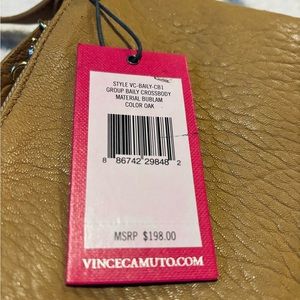 STYLE VC-BAILY-CB1
GROUP BAILY CROSSBODY
MATERIAL BUBLAM
COLOR OAK
8 86742 29848 2
MSRP $198.00
VINCECAMUTO.COM